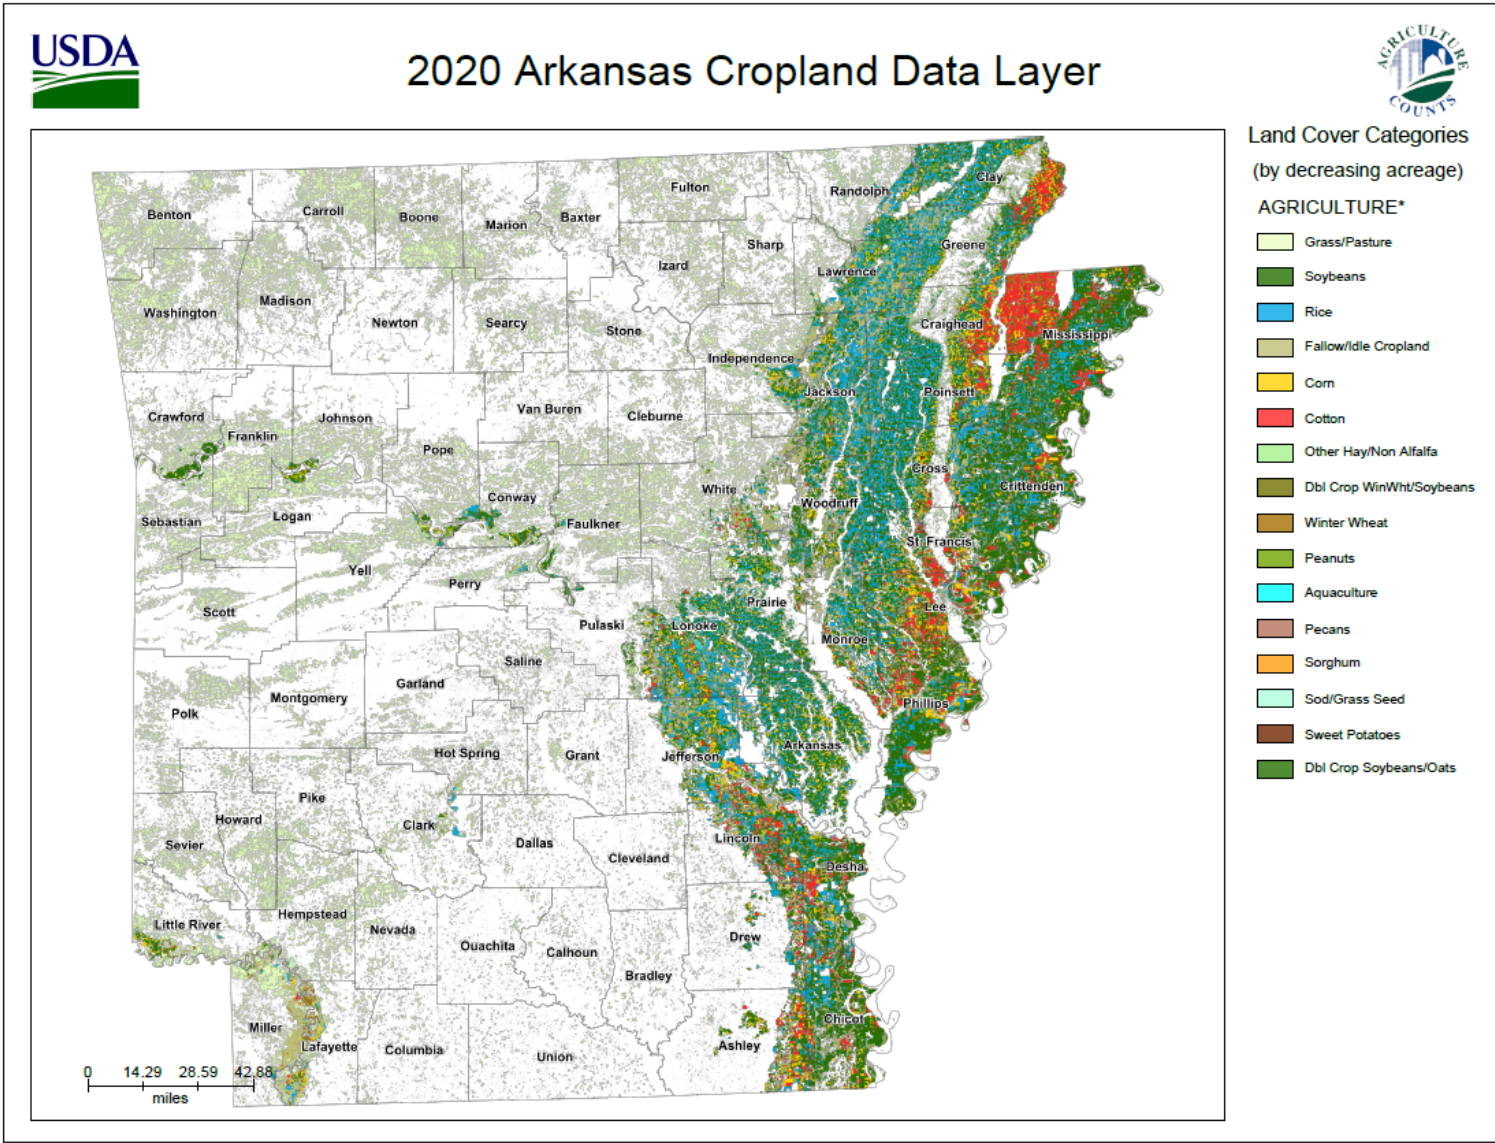 USDA
2020 Arkansas Cropland Data Layer
AGRICULTURE
COUNTS
Land Cover Categories
(by decreasing acreage)
AGRICULTURE*
Grass/Pasture
Soybeans
Rice
Fallow/Idle Cropland
Corn
Cotton
Other Hay/Non Alfalfa
Dbl Crop WinWht/Soybeans
Winter Wheat
Peanuts
Aquaculture
Pecans
Sorghum
Sod/Grass Seed
Sweet Potatoes
Dbl Crop Soybeans/Oats
Benton
Carroll
Boone
Marion
Baxter
Fulton
Randolph
Clay
Sharp
Izard
Greene
Lawrence
Washington
Madison
Newton
Searcy
Stone
Independence
Craighead
Mississippi
Jackson
Poinsett
Crawford
Franklin
Johnson
Pope
Van Buren
Cleburne
White
Cross
Crittenden
Woodruff
Sebastian
Logan
Conway
Faulkner
St. Francis
Yell
Perry
Scott
Pulaski
Lonoke
Prairie
Lee
Monroe
Saline
Garland
Montgomery
Polk
Phillips
Hot Spring
Grant
Jefferson
Arkansas
Pike
Howard
Clark
Sevier
Dallas
Cleveland
Lincoln
Desha
Little River
Hempstead
Nevada
Ouachita
Calhoun
Drew
Bradley
Miller
Lafayette
Columbia
Union
Ashley
Chicot
0 14.29 28.59 42.88
miles